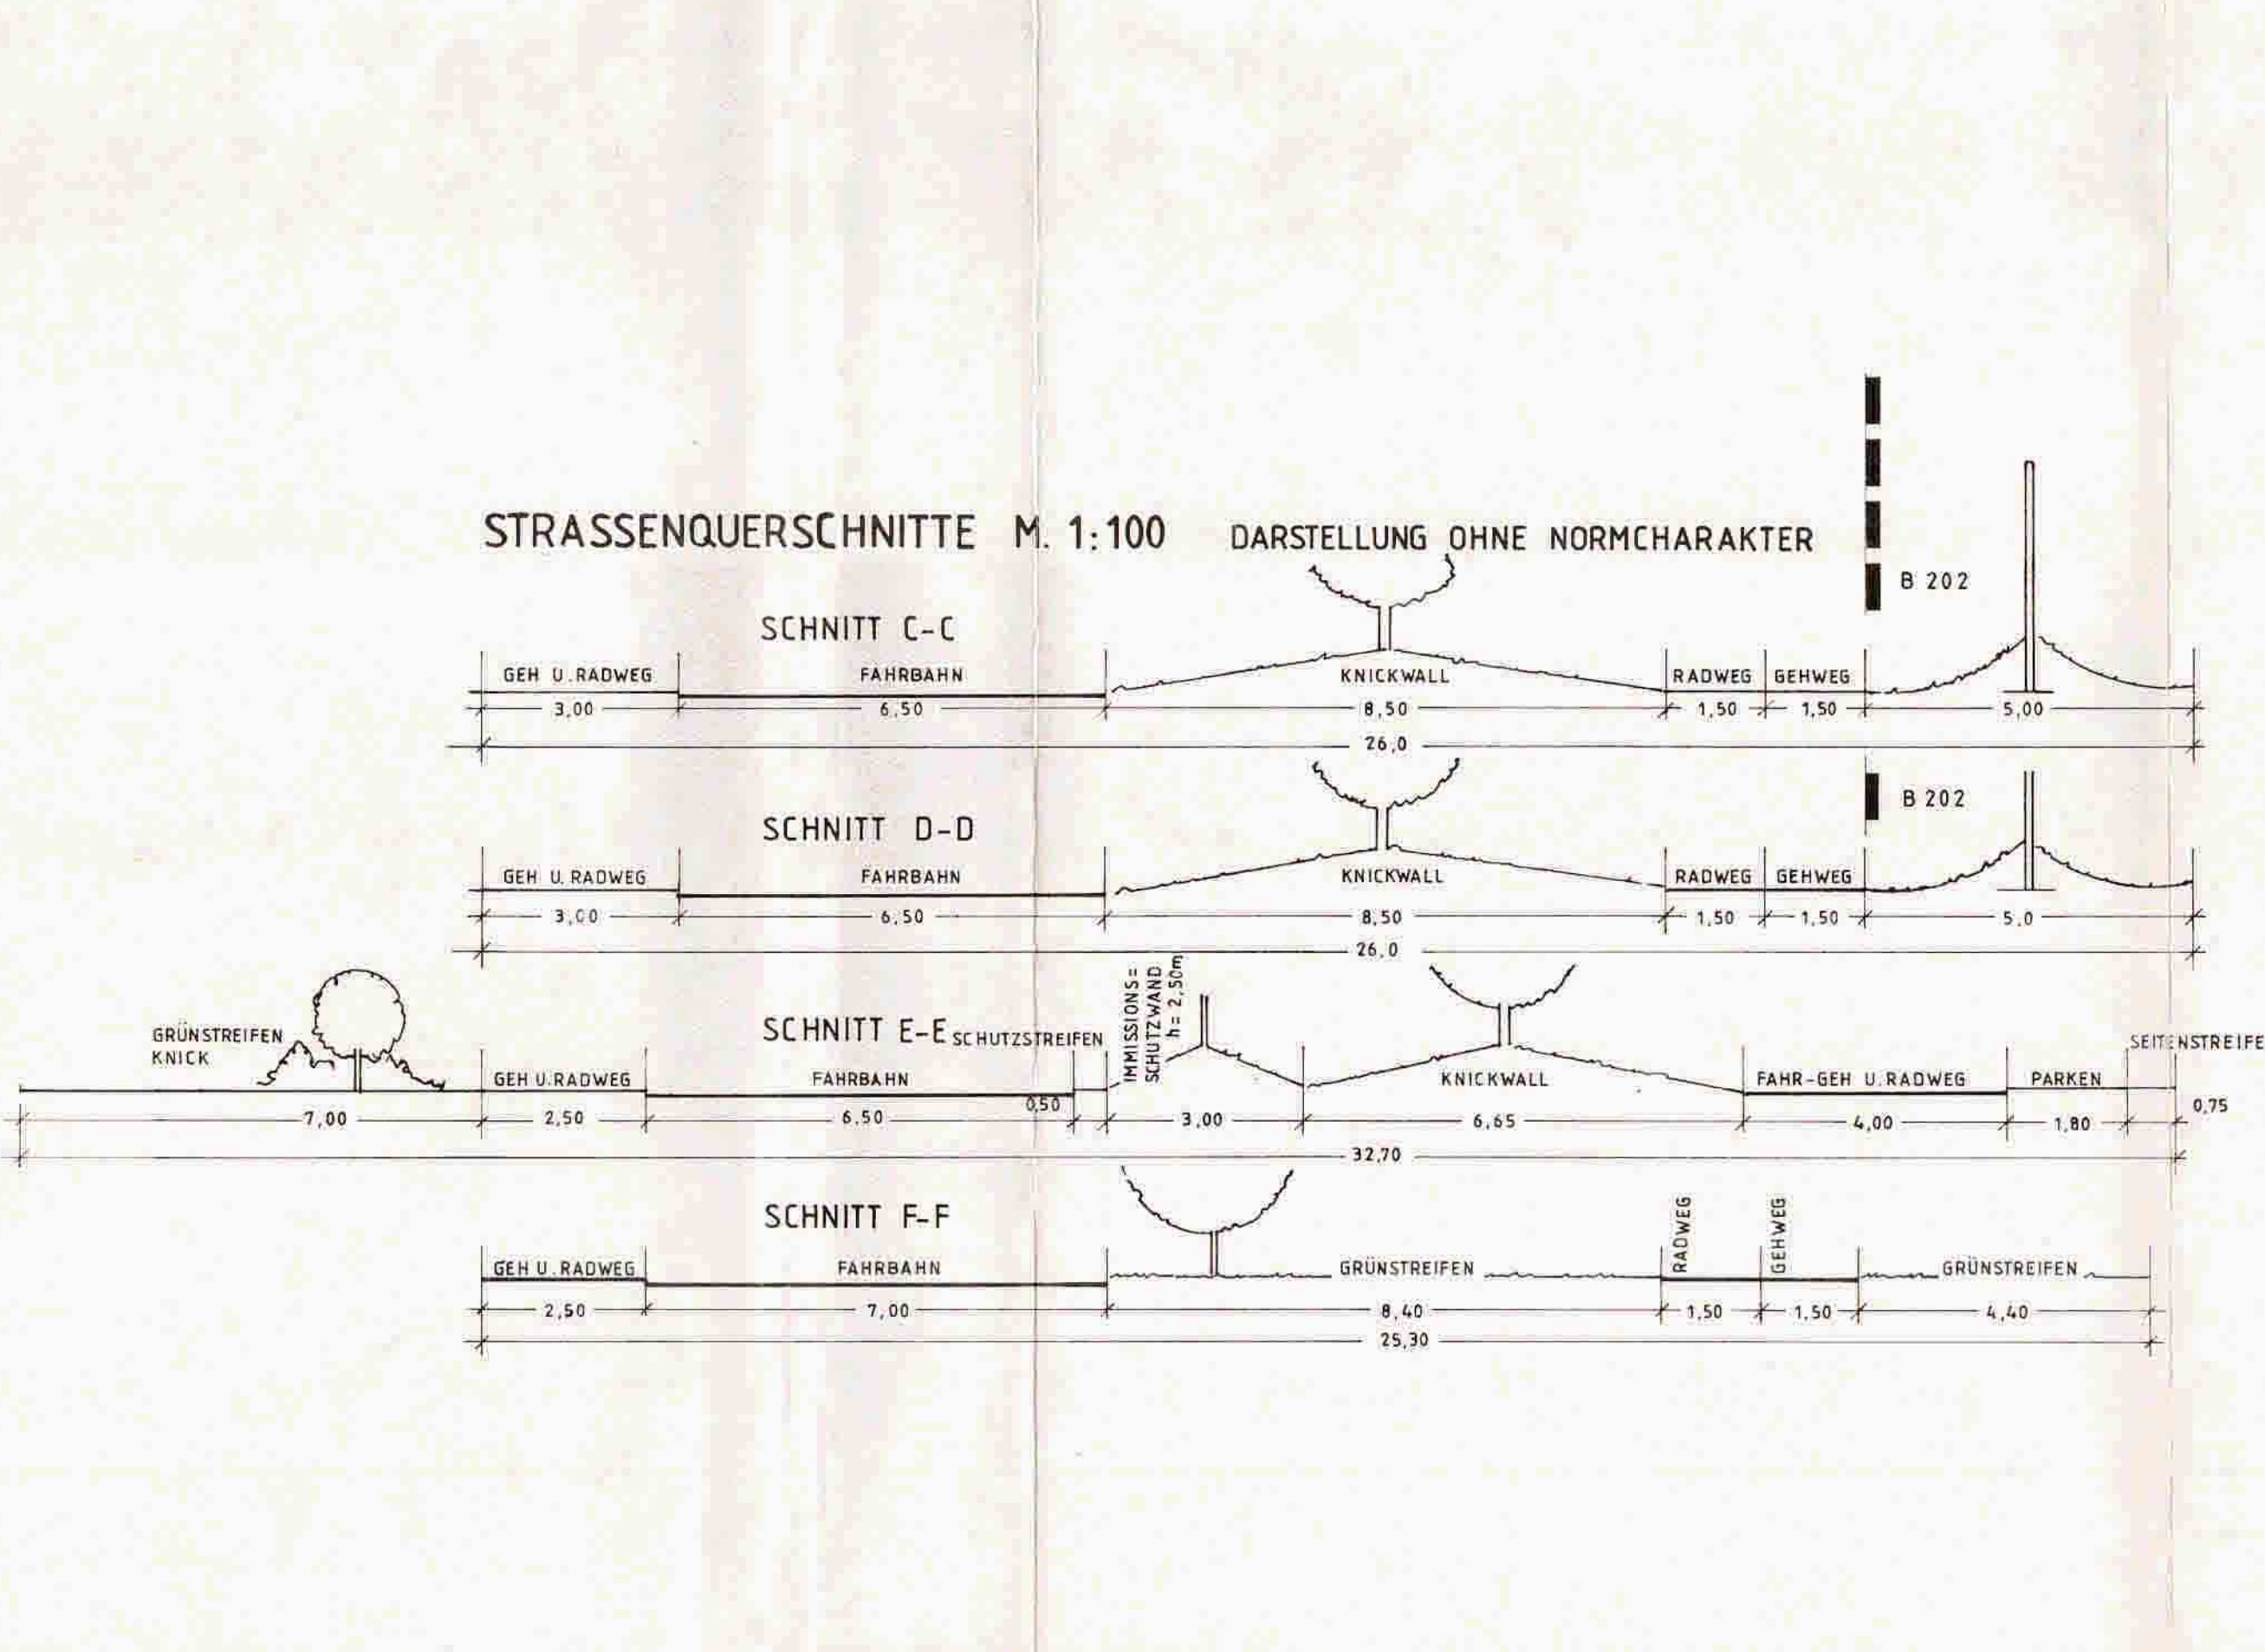 STRASSENQUERSCHNITTE M. 1:100 DARSTELLUNG OHNE NORMCHARAKTER
B 202
SCHNITT C-C
GEH U. RADWEG FAHRBAHN KNICKWALL RADWEG GEHWEG
3,00 6,50 8,50 1,50 1,50 5,00
26,0
B 202
SCHNITT D-D
GEH U. RADWEG FAHRBAHN KNICKWALL RADWEG GEHWEG
3,00 6,50 8,50 1,50 1,50 5,0
26,0
SCHNITT E-E
SCHUTZSTREIFEN
IMMISSIONS=
SCHUTZWAND
h= 2,50m
GRÜNSTREIFEN
KNICK
SEITENSTREIFE
GEH U. RADWEG FAHRBAHN KNICKWALL FAHR-GEH U. RADWEG PARKEN
7,00 2,50 6,50 0,50 3,00 6,65 4,00 1,80 0,75
32,70
SCHNITT F-F
GEH U. RADWEG FAHRBAHN GRÜNSTREIFEN RADWEG GEHWEG GRÜNSTREIFEN
2,50 7,00 8,40 1,50 1,50 4,40
25,30